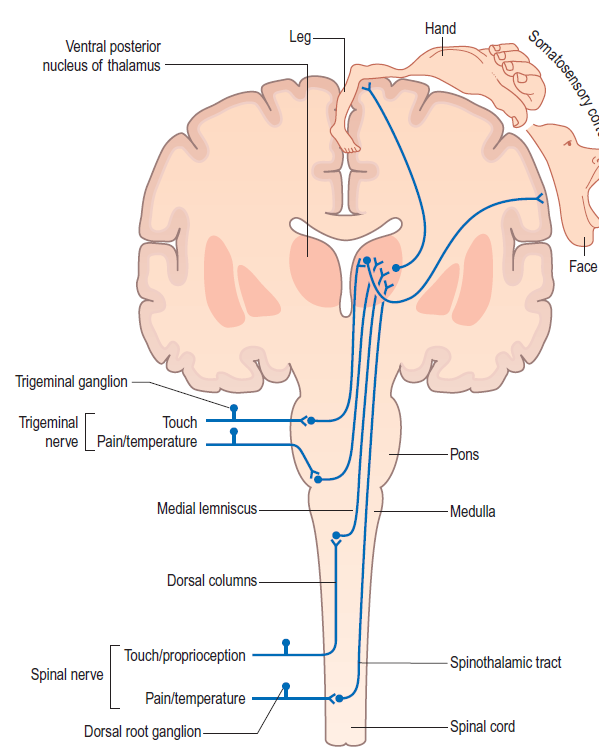 Leg
Hand
Ventral posterior
nucleus of thalamus
Somatosensory
Face
Trigeminal ganglion
Trigeminal
nerve
Touch
Pain/temperature
Pons
Medial lemniscus
Medulla
Dorsal columns
Touch/proprioception
Spinal nerve
Spinothalamic tract
Pain/temperature
Dorsal root ganglion
Spinal cord